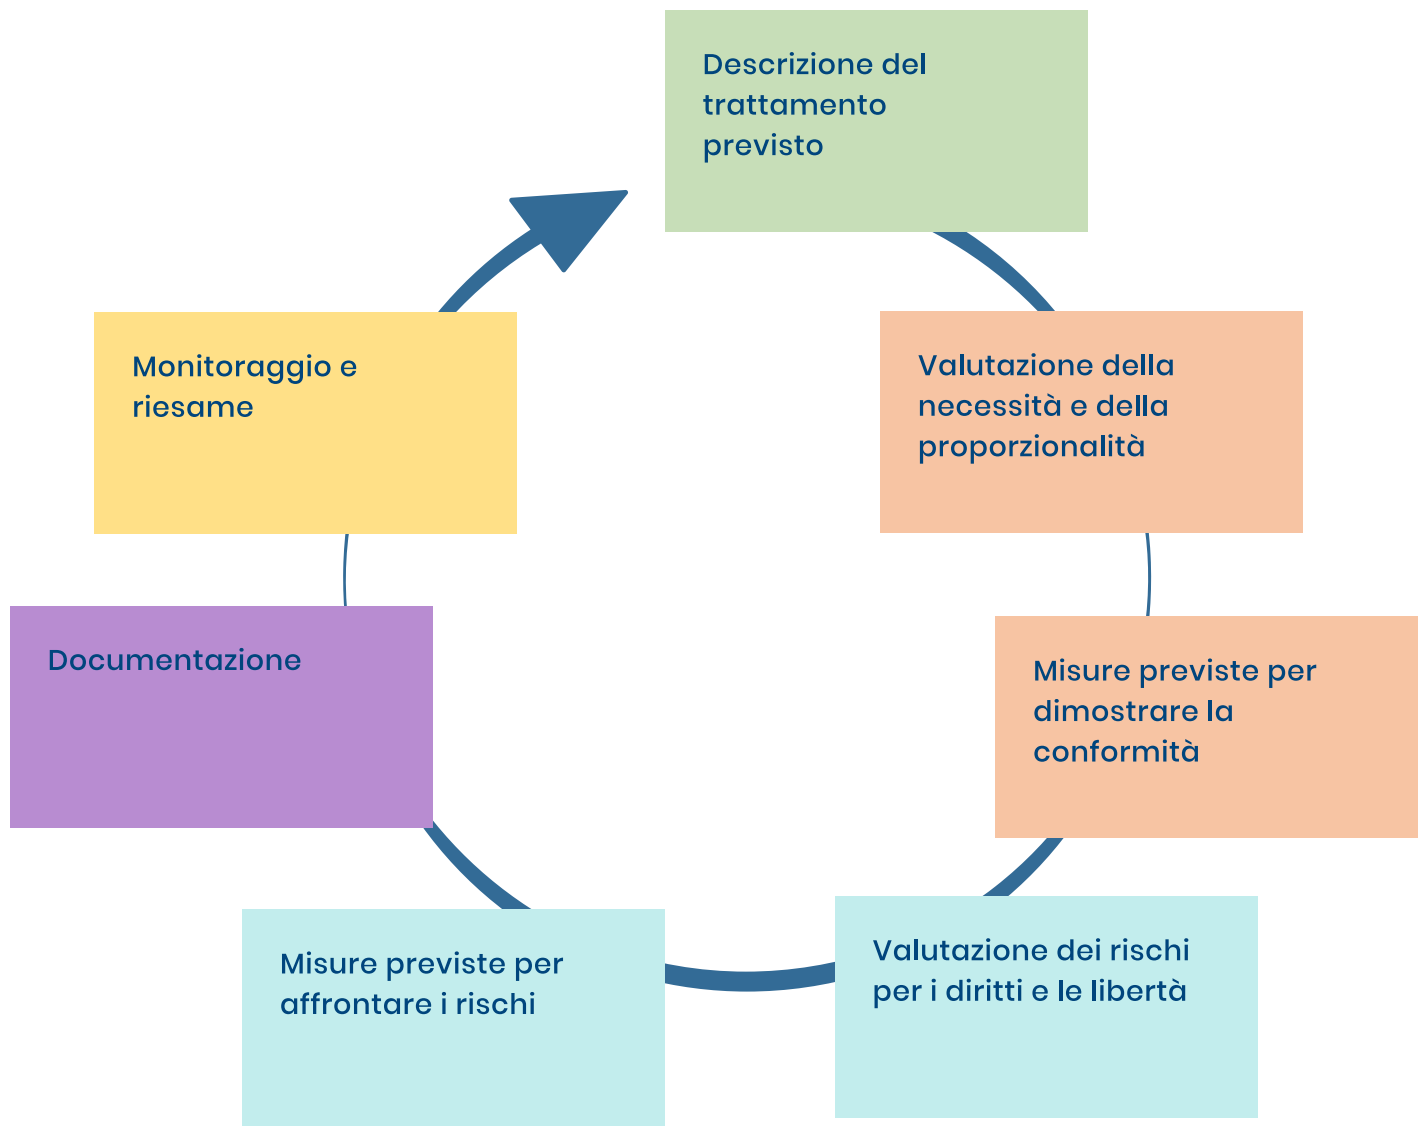 Descrizione del
trattamento
previsto
Valutazione della
necessità e della
proporzionalità
Misure previste per
dimostrare la
conformità
Valutazione dei rischi
per i diritti e le libertà
Misure previste per
affrontare i rischi
Documentazione
Monitoraggio e
riesame